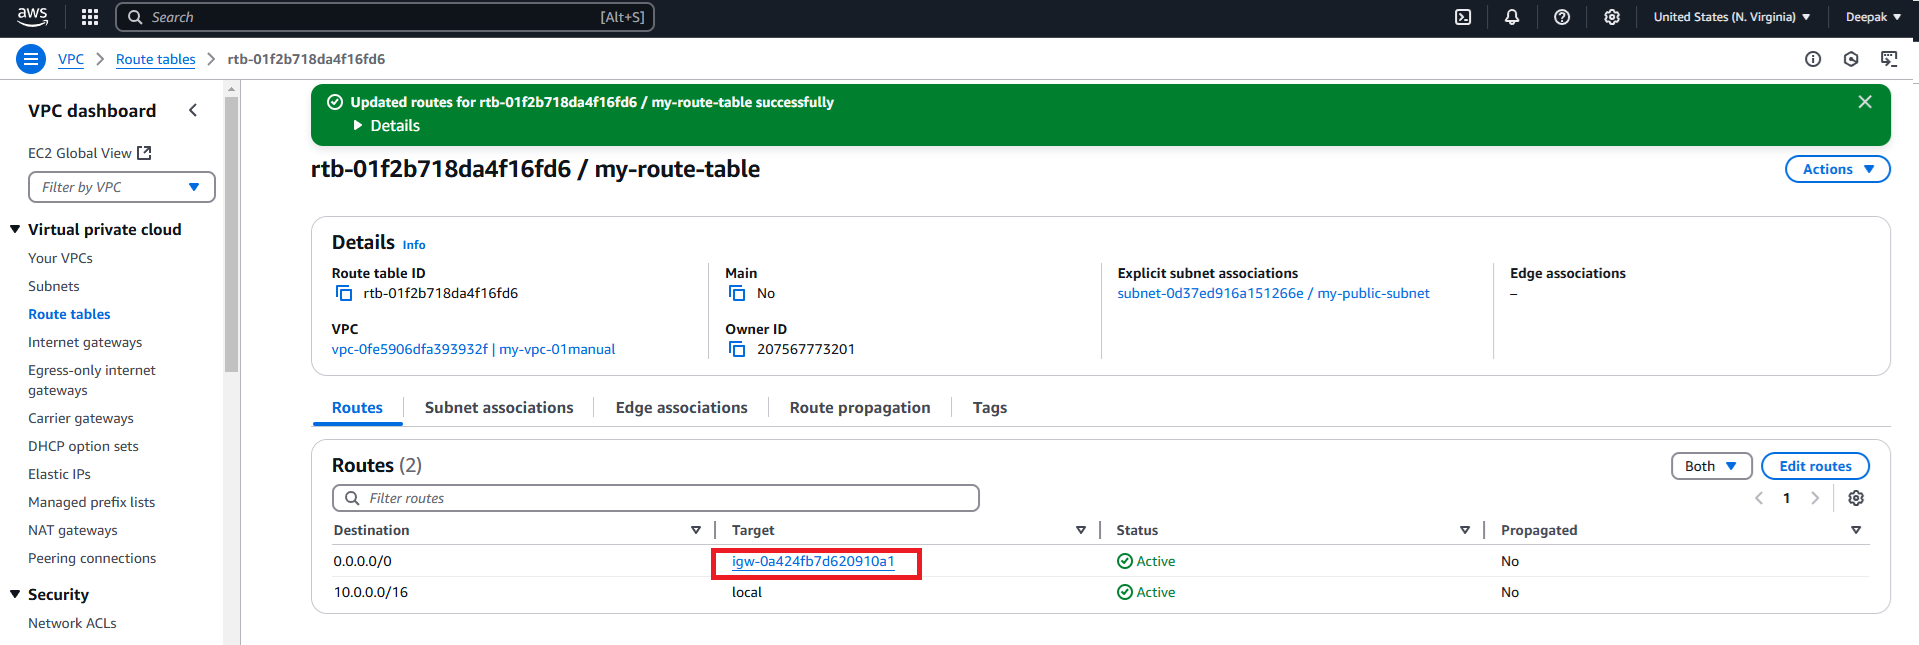 aws
Search [Alt+S]
United States (N. Virginia) Deepak
VPC > Route tables > rtb-01f2b718da4f16fd6
VPC dashboard
EC2 Global View
Filter by VPC
Virtual private cloud
Your VPCs
Subnets
Route tables
Internet gateways
Egress-only internet
gateways
Carrier gateways
DHCP option sets
Elastic IPs
Managed prefix lists
NAT gateways
Peering connections
Security
Network ACLs
Updated routes for rtb-01f2b718da4f16fd6 / my-route-table successfully
Details
rtb-01f2b718da4f16fd6 / my-route-table
Actions
Details Info
Route table ID
rtb-01f2b718da4f16fd6
Main
No
Explicit subnet associations
subnet-0d37ed916a151266e / my-public-subnet
Edge associations
–
VPC
vpc-0fe5906dfa393932f | my-vpc-01manual
Owner ID
207567773201
Routes Subnet associations Edge associations Route propagation Tags
Routes (2)
Both Edit routes
Filter routes
1
Destination Target Status Propagated
0.0.0.0/0 igw-0a424fb7d620910a1 Active No
10.0.0.0/16 local Active No